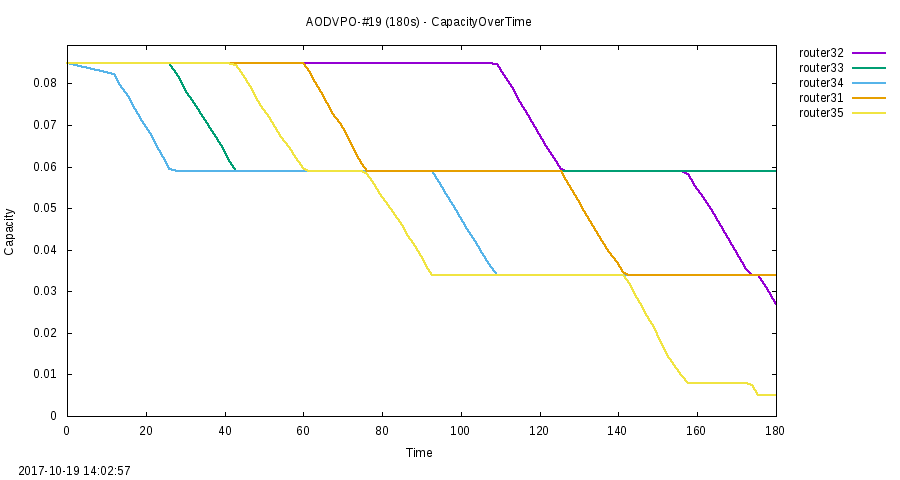 AODVPO-#19 (180s) - CapacityOverTime
router32
router33
router34
router31
router35
0.08
0.07
0.06
0.05
0.04
0.03
0.02
0.01
0
Capacity
0 20 40 60 80 100 120 140 160 180
Time
2017-10-19 14:02:57